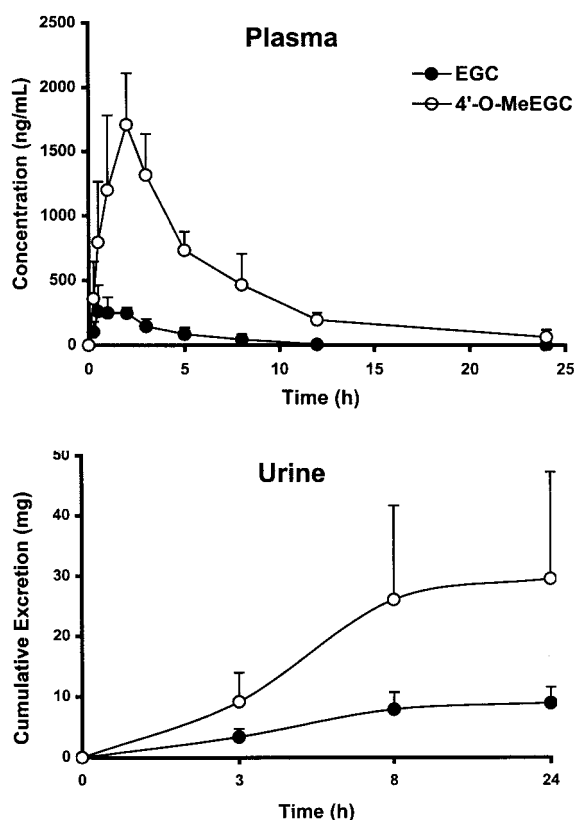 Plasma
EGC
4'-O-MeEGC
Concentration (ng/mL)
2500
2000
1500
1000
500
0
0 5 10 15 20 25
Time (h)
Urine
Cumulative Excretion (mg)
50
40
30
20
10
0
0 3 8 24
Time (h)